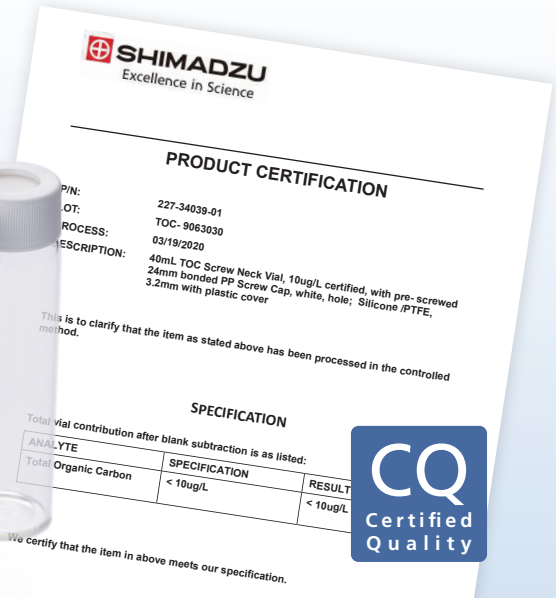 SHIMADZU
Excellence in Science
PRODUCT CERTIFICATION
P/N: 227-34039-01
OT: TOC- 9063030
ROCESS: 03/19/2020
ESCRIPTION: 40mL TOC Screw Neck Vial, 10ug/L certified, with pre- screwed
24mm bonded PP Screw Cap, white, hole; Silicone /PTFE,
3.2mm with plastic cover
This is to clarify that the item as stated above has been processed in the controlled
method.
SPECIFICATION
Total vial contribution after blank subtraction is as listed:
ANALYTE SPECIFICATION RESULT
Total Organic Carbon < 10ug/L < 10ug/L
We certify that the item in above meets our specification.
CQ
Certified
Quality